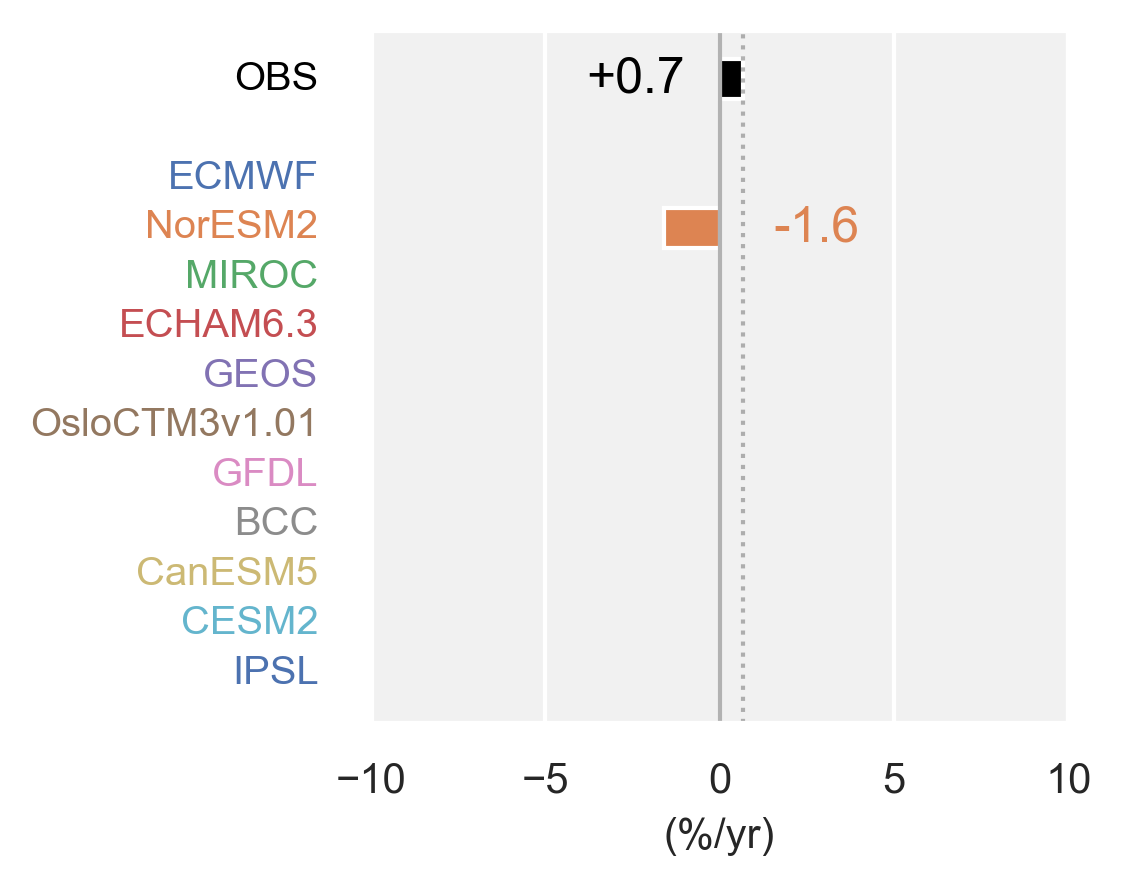 OBS +0.7
ECMWF
NorESM2 -1.6
MIROC
ECHAM6.3
GEOS
OsloCTM3v1.01
GFDL
BCC
CanESM5
CESM2
IPSL
−10 −5 0 5 10
(%/yr)